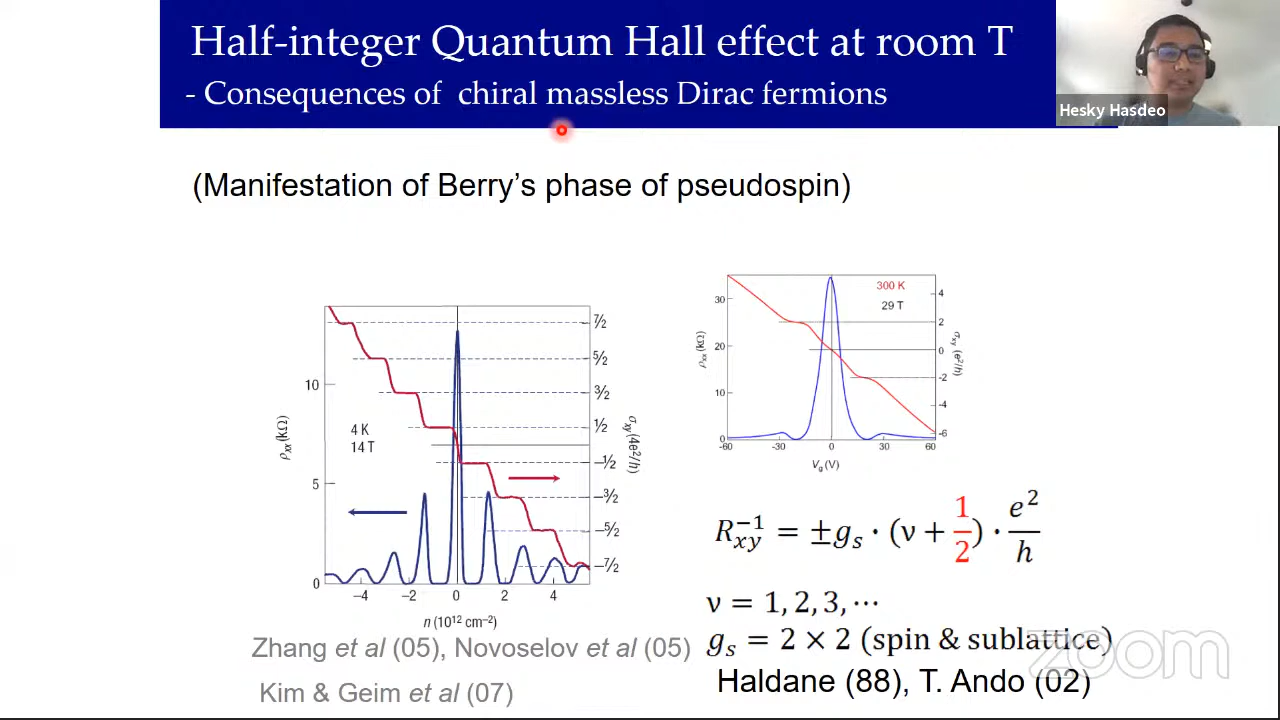 Half-integer Quantum Hall effect at room T
- Consequences of chiral massless Dirac fermions
Hesky Hasdeo
(Manifestation of Berry's phase of pseudospin)
4 K
14 T
10
5
0
ρxx (kΩ)
7/2
5/2
3/2
1/2
−1/2
−3/2
−5/2
−7/2
σxy (4e²/h)
−4 −2 0 2 4
n (10¹² cm⁻²)
300 K
29 T
30
20
10
0
ρxx (kΩ)
4
2
0
-2
-4
-6
σxy (e²/h)
-60 -30 0 30 60
Vg (V)
R_xy^−1 = ±g_s · (ν + 1/2) · e²/h
ν = 1, 2, 3, ⋯
g_s = 2 × 2 (spin & sublattice)
Haldane (88), T. Ando (02)
Zhang et al (05), Novoselov et al (05)
Kim & Geim et al (07)
zoom